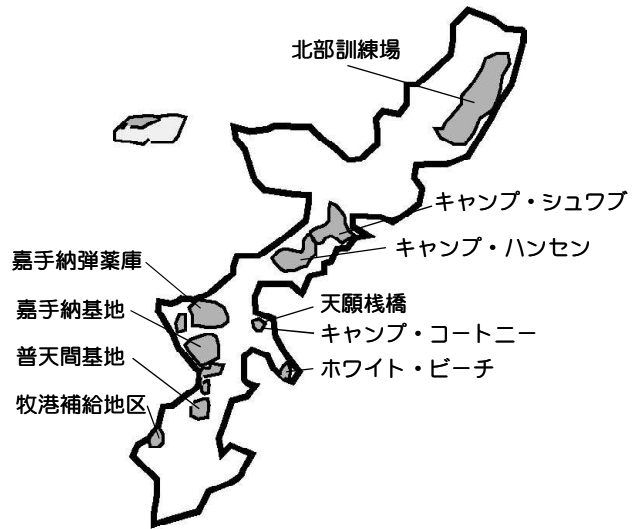 北部訓練場
キャンプ・シュワブ
キャンプ・ハンセン
嘉手納弾薬庫
嘉手納基地
天願桟橋
キャンプ・コートニー
普天間基地
ホワイト・ビーチ
牧港補給地区